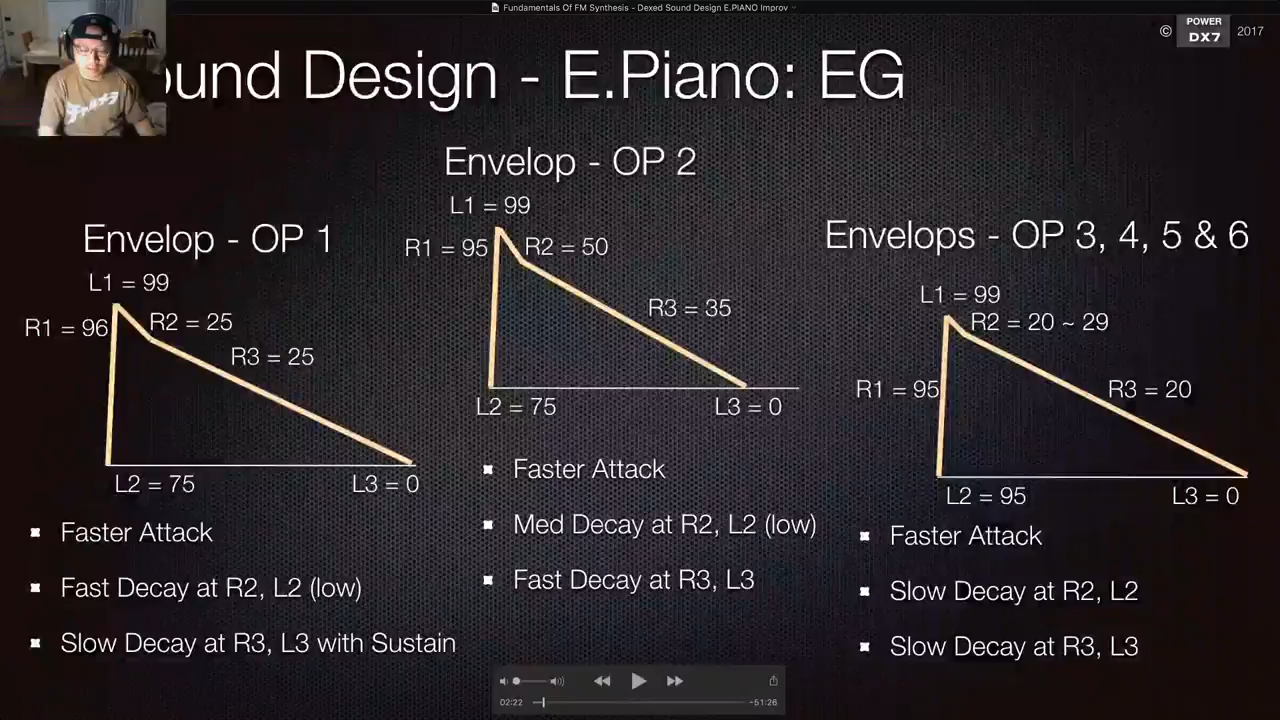 Fundamentals Of FM Synthesis - Dexed Sound Design E.PIANO Improv
© POWER DX7 2017
ound Design - E.Piano: EG
Envelop - OP 1
L1 = 99
R1 = 96
R2 = 25
R3 = 25
L2 = 75
L3 = 0
Faster Attack
Fast Decay at R2, L2 (low)
Slow Decay at R3, L3 with Sustain
Envelop - OP 2
L1 = 99
R1 = 95
R2 = 50
R3 = 35
L2 = 75
L3 = 0
Faster Attack
Med Decay at R2, L2 (low)
Fast Decay at R3, L3
Envelops - OP 3, 4, 5 & 6
L1 = 99
R2 = 20 ~ 29
R1 = 95
R3 = 20
L2 = 95
L3 = 0
Faster Attack
Slow Decay at R2, L2
Slow Decay at R3, L3
02:22
-51:26